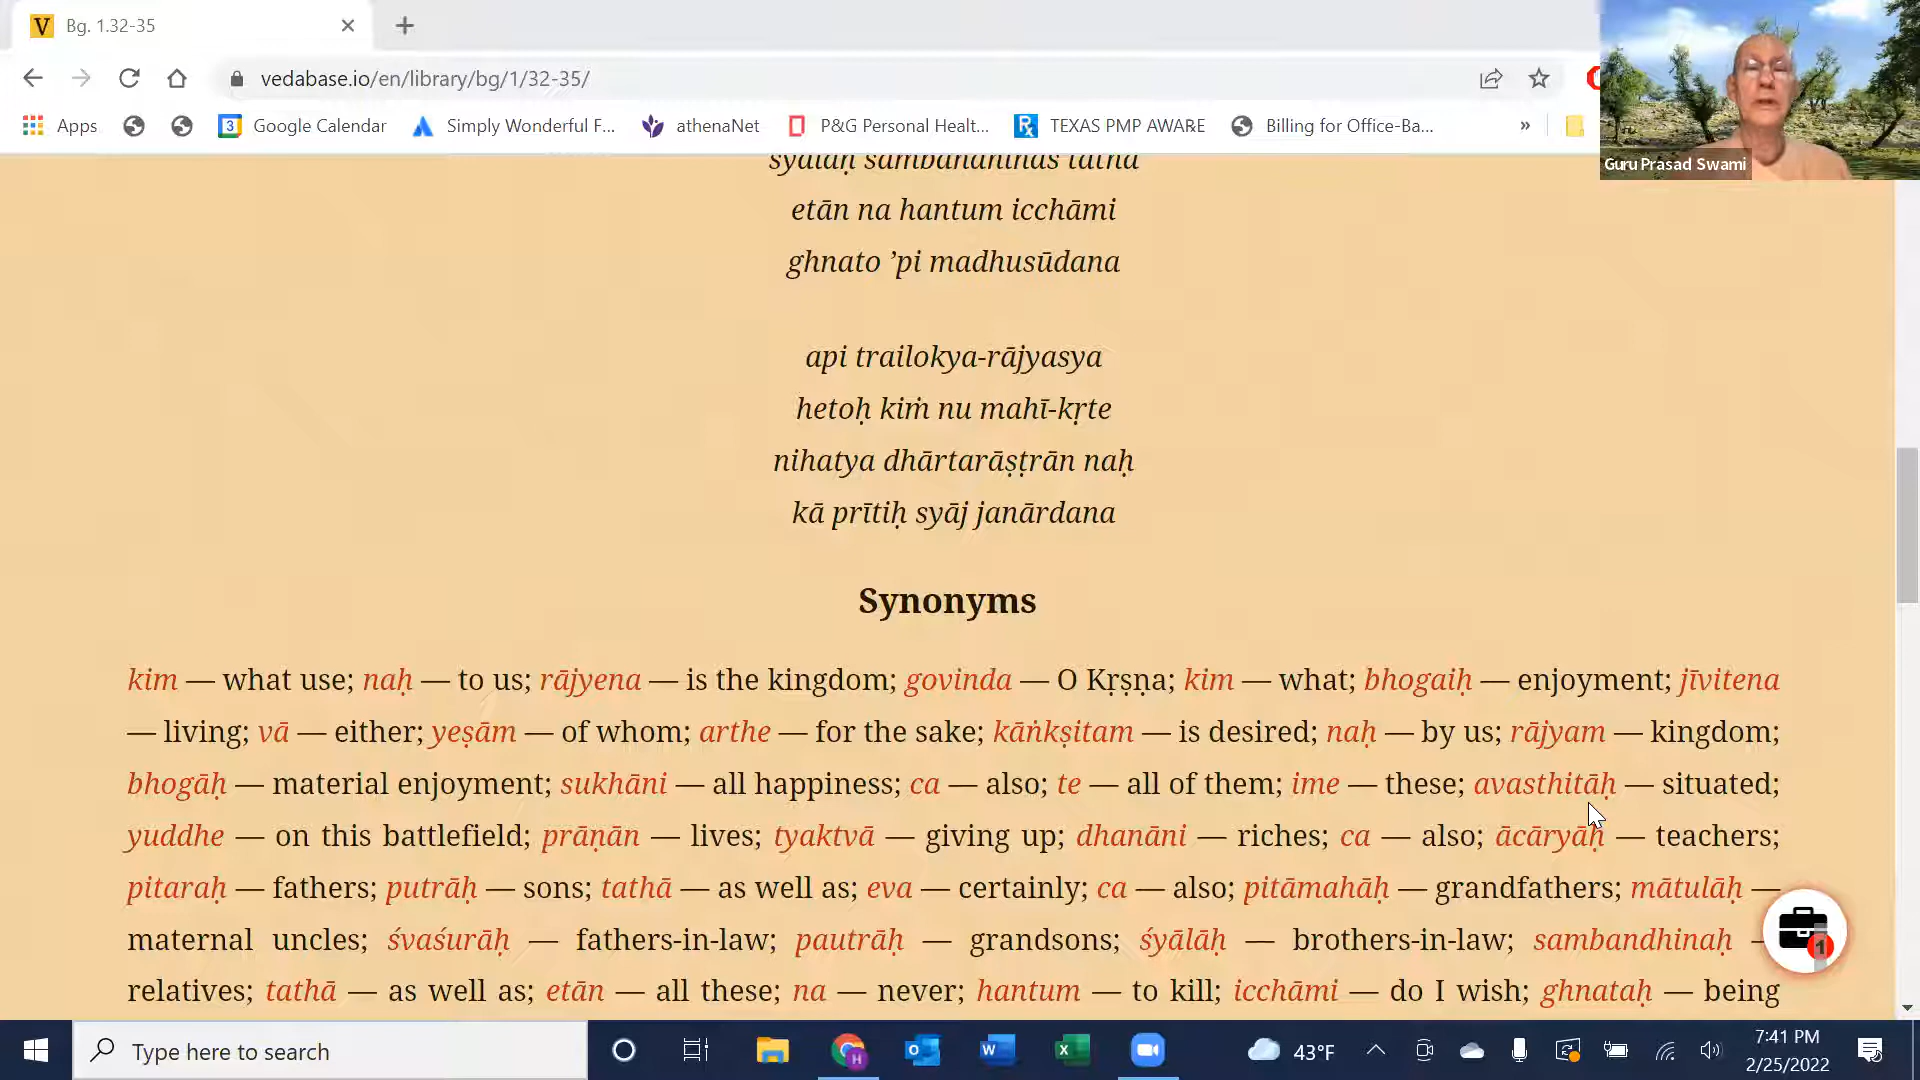 Bg. 1.32-35
vedabase.io/en/library/bg/1/32-35/
Apps
3 Google Calendar
Simply Wonderful F...
athenaNet
P&G Personal Healt...
Rx TEXAS PMP AWARE
Billing for Office-Ba...
»
Guru Prasad Swami
syālāḥ sambandhinas tathā
etān na hantum icchāmi
ghnato ’pi madhusūdana
api trailokya-rājyasya
hetoḥ kiṁ nu mahī-kṛte
nihatya dhārtarāṣṭrān naḥ
kā prītiḥ syāj janārdana
Synonyms
kim — what use; naḥ — to us; rājyena — is the kingdom; govinda — O Kṛṣṇa; kim — what; bhogaiḥ — enjoyment; jīvitena
— living; vā — either; yeṣām — of whom; arthe — for the sake; kāṅkṣitam — is desired; naḥ — by us; rājyam — kingdom;
bhogāḥ — material enjoyment; sukhāni — all happiness; ca — also; te — all of them; ime — these; avasthitāḥ — situated;
yuddhe — on this battlefield; prāṇān — lives; tyaktvā — giving up; dhanāni — riches; ca — also; ācāryāḥ — teachers;
pitaraḥ — fathers; putrāḥ — sons; tathā — as well as; eva — certainly; ca — also; pitāmahāḥ — grandfathers; mātulāḥ —
maternal uncles; śvaśurāḥ — fathers-in-law; pautrāḥ — grandsons; śyālāḥ — brothers-in-law; sambandhinaḥ —
relatives; tathā — as well as; etān — all these; na — never; hantum — to kill; icchāmi — do I wish; ghnataḥ — being
1
Type here to search
43°F
7:41 PM
2/25/2022